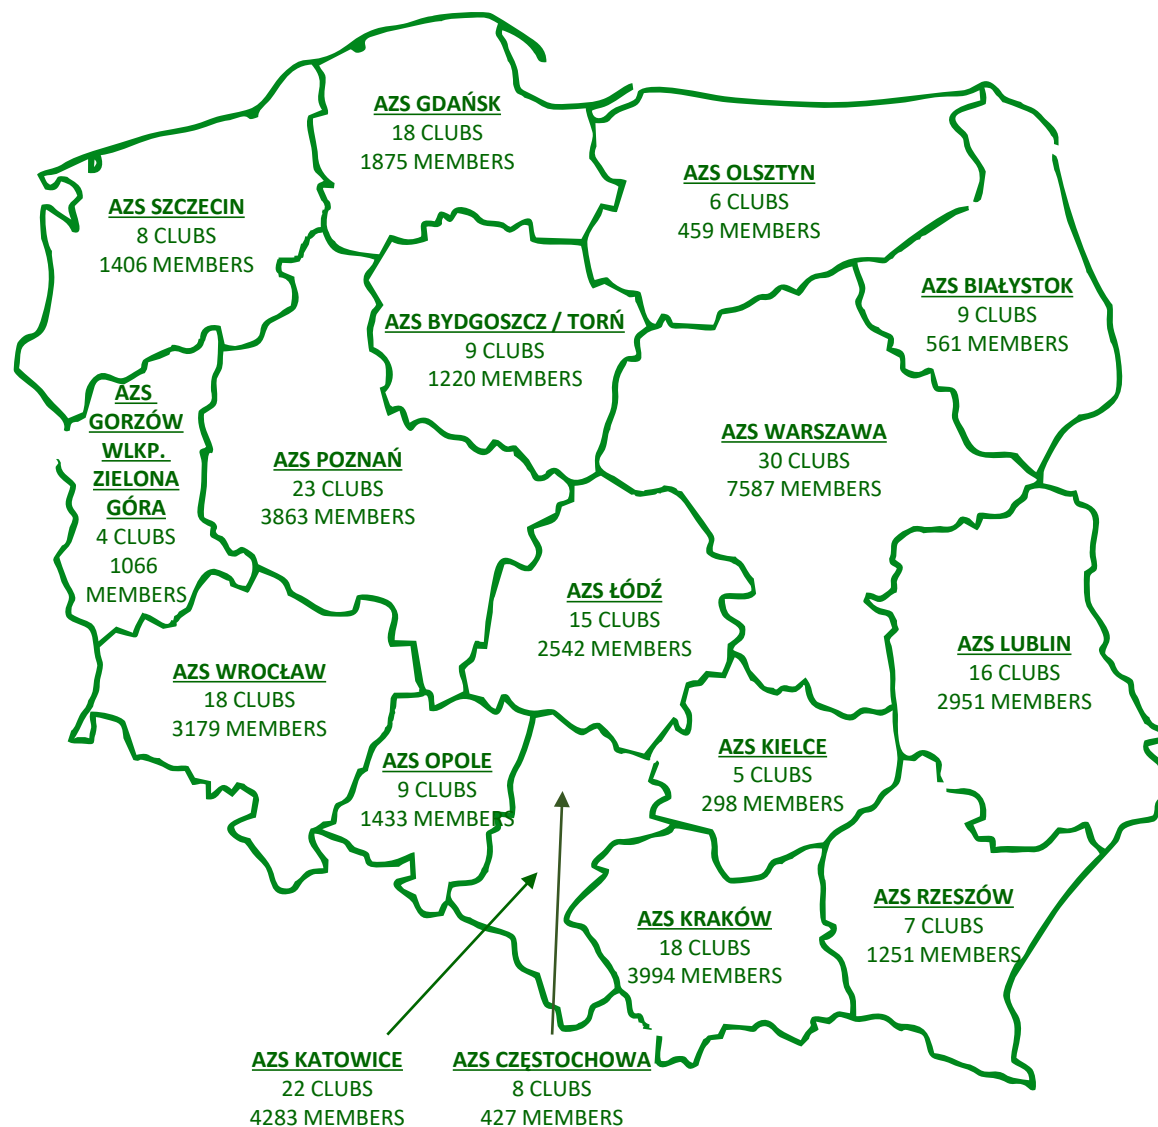 AZS GDAŃSK
18 CLUBS
1875 MEMBERS
AZS OLSZTYN
6 CLUBS
459 MEMBERS
AZS SZCZECIN
8 CLUBS
1406 MEMBERS
AZS BIAŁYSTOK
9 CLUBS
561 MEMBERS
AZS BYDGOSZCZ / TORŃ
9 CLUBS
1220 MEMBERS
AZS
GORZÓW
WLKP.
ZIELONA
GÓRA
4 CLUBS
1066
MEMBERS
AZS POZNAŃ
23 CLUBS
3863 MEMBERS
AZS WARSZAWA
30 CLUBS
7587 MEMBERS
AZS ŁÓDŹ
15 CLUBS
2542 MEMBERS
AZS LUBLIN
16 CLUBS
2951 MEMBERS
AZS WROCŁAW
18 CLUBS
3179 MEMBERS
AZS OPOLE
9 CLUBS
1433 MEMBERS
AZS KIELCE
5 CLUBS
298 MEMBERS
AZS KRAKÓW
18 CLUBS
3994 MEMBERS
AZS RZESZÓW
7 CLUBS
1251 MEMBERS
AZS KATOWICE
22 CLUBS
4283 MEMBERS
AZS CZĘSTOCHOWA
8 CLUBS
427 MEMBERS